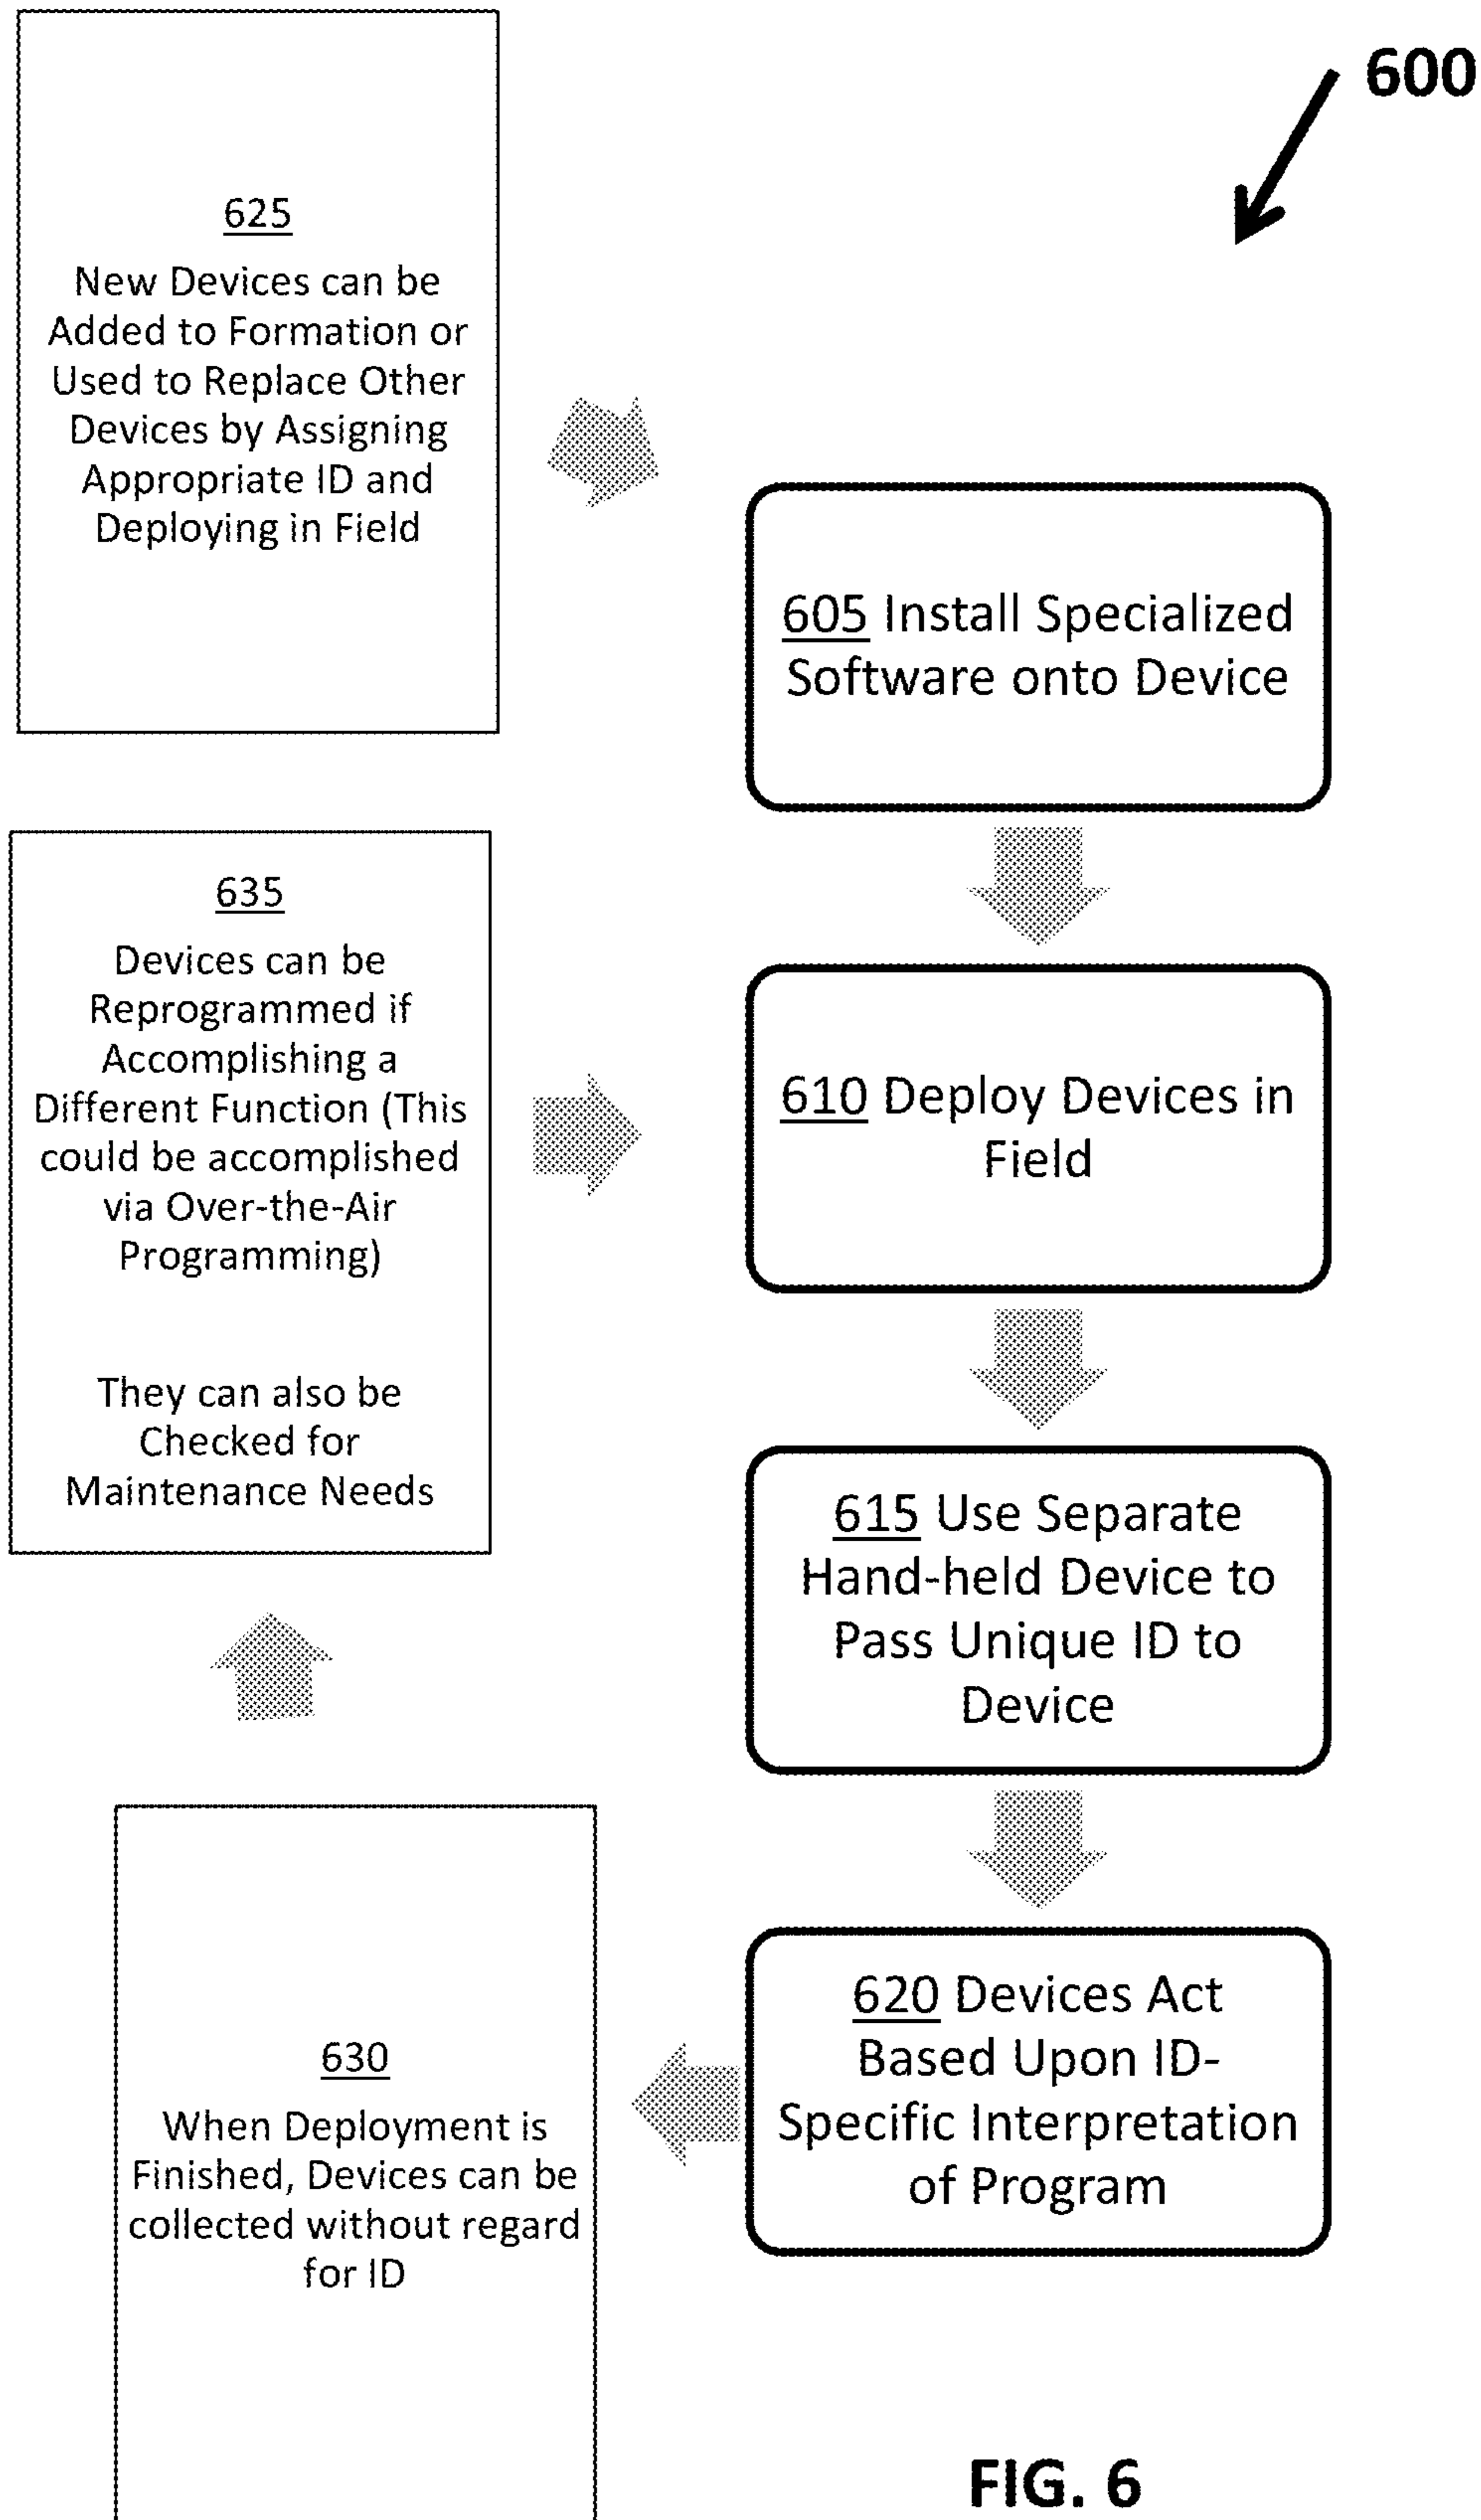 600
625
New Devices can be
Added to Formation or
Used to Replace Other
Devices by Assigning
Appropriate ID and
Deploying in Field
605 Install Specialized
Software onto Device
635
Devices can be
Reprogrammed if
Accomplishing a
Different Function (This
could be accomplished
via Over-the-Air
Programming)
They can also be
Checked for
Maintenance Needs
610 Deploy Devices in
Field
615 Use Separate
Hand-held Device to
Pass Unique ID to
Device
620 Devices Act
Based Upon ID-
Specific Interpretation
of Program
630
When Deployment is
Finished, Devices can be
collected without regard
for ID
FIG. 6